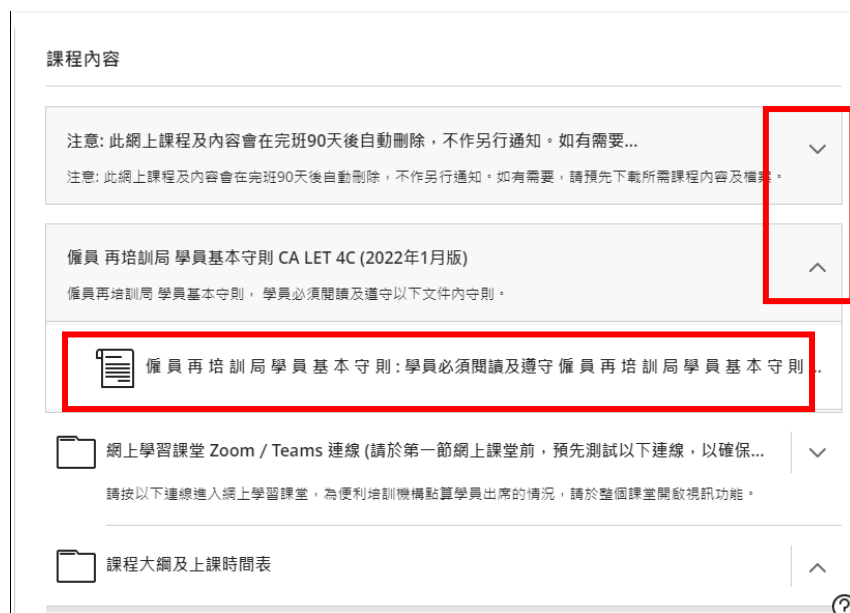 課程內容
注意: 此網上課程及內容會在完班90天後自動刪除，不作另行通知。如有需要...
注意: 此網上課程及內容會在完班90天後自動刪除，不作另行通知。如有需要，請預先下載所需課程內容及檔案。
僱員 再培訓局 學員基本守則 CA LET 4C (2022年1月版)
僱員再培訓局 學員基本守則， 學員必須閱讀及遵守以下文件內守則。
僱 員 再 培 訓 局 學 員 基 本 守 則 : 學員必須閱讀及遵守 僱 員 再 培 訓 局 學 員 基 本 守 則 ...
網上學習課堂 Zoom / Teams 連線 (請於第一節網上課堂前，預先測試以下連線，以確保...
請按以下連線進入網上學習課堂，為便利培訓機構點算學員出席的情況，請於整個課堂開啟視訊功能。
課程大綱及上課時間表